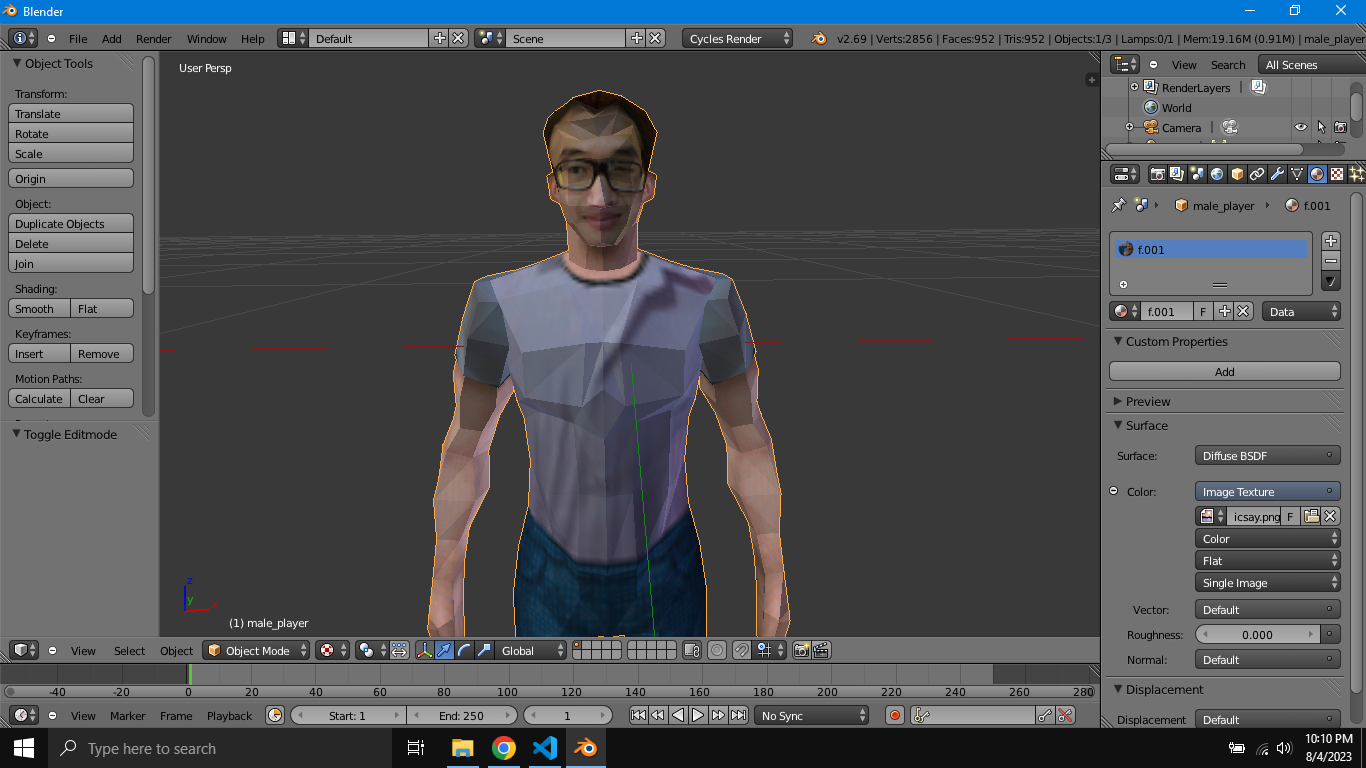 Blender
File Add Render Window Help Default Scene Cycles Render v2.69 | Verts:2856 | Faces:952 | Tris:952 | Objects:1/3 | Lamps:0/1 | Mem:19.16M (0.91M) | male_player
Object Tools
Transform:
Translate
Rotate
Scale
Origin
Object:
Duplicate Objects
Delete
Join
Shading:
Smooth Flat
Keyframes:
Insert Remove
Motion Paths:
Calculate Clear
Toggle Editmode
User Persp
z
y
x
(1) male_player
View Search All Scenes
RenderLayers |
World
Camera |
male_player f.001
f.001
f.001 F Data
Custom Properties
Add
Preview
Surface
Surface: Diffuse BSDF
Color: Image Texture
icsay.png F
Color
Flat
Single Image
Vector: Default
Roughness: 0.000
Normal: Default
Displacement
Displacement Default
View Select Object Object Mode Global
-40 -20 0 20 40 60 80 100 120 140 160 180 200 220 240 260 280
View Marker Frame Playback Start: 1 End: 250 1 No Sync
Type here to search
10:10 PM
8/4/2023